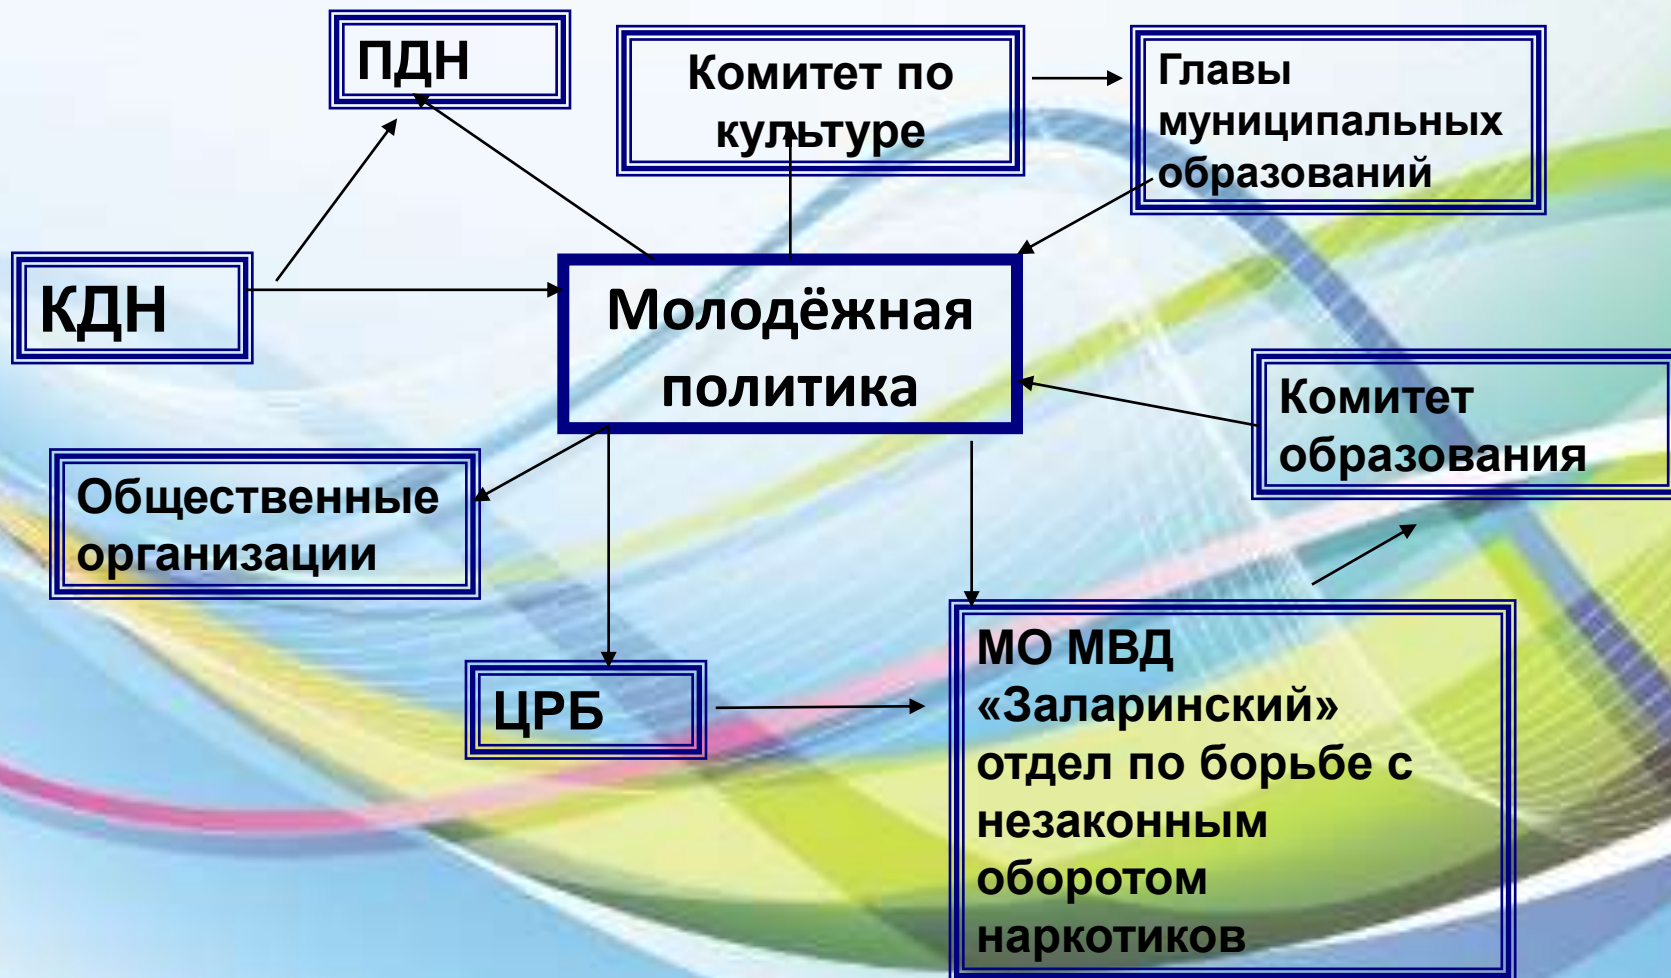 ПДН
Комитет по
культуре
Главы
муниципальных
образований
КДН
Молодёжная
политика
Комитет
образования
Общественные
организации
ЦРБ
МО МВД
«Заларинский»
отдел по борьбе с
незаконным
оборотом
наркотиков